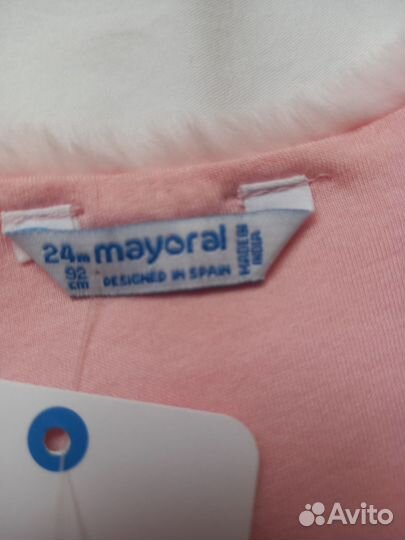 24m mayoral
92 cm
DESIGNED IN SPAIN
MADE IN INDIA
Avito